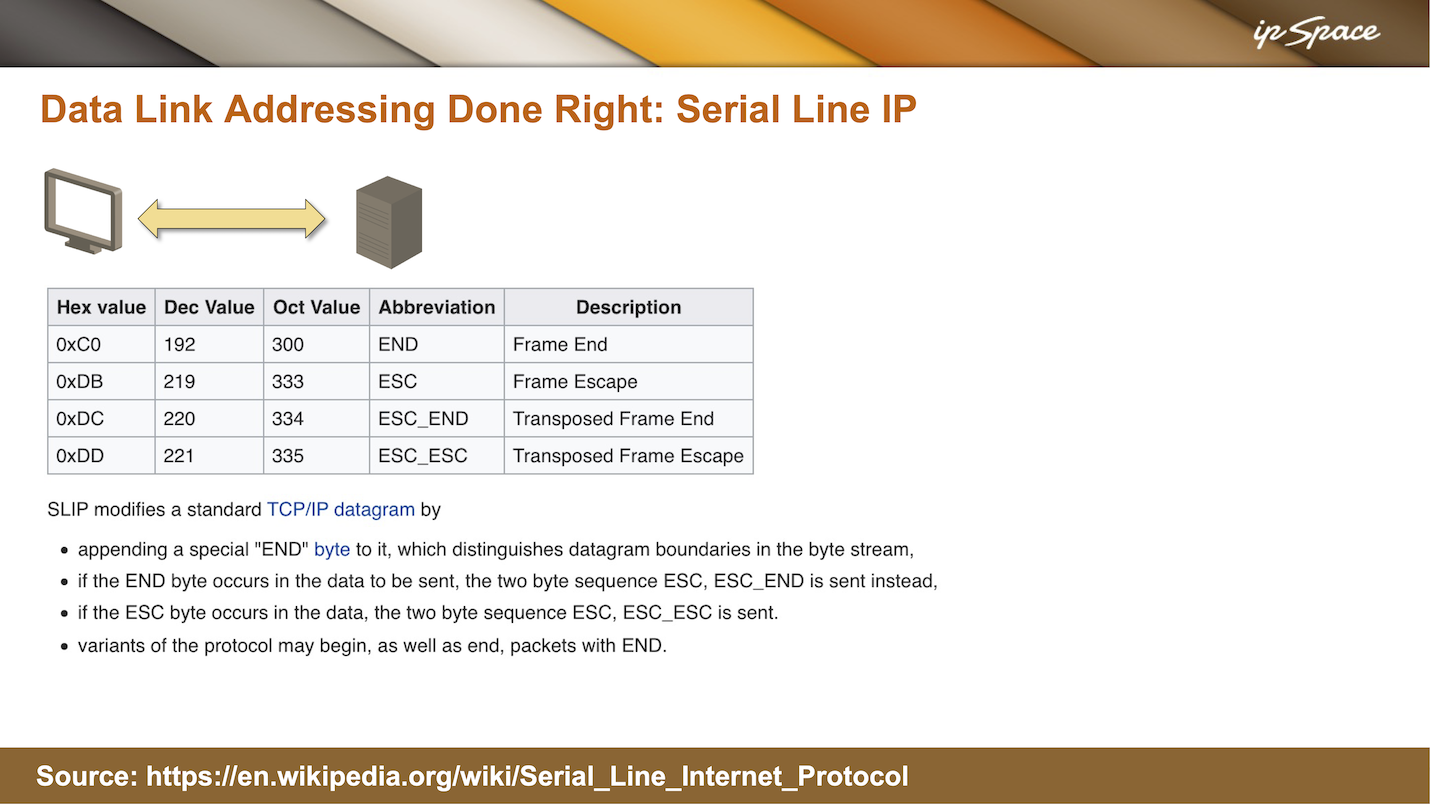 ipSpace
Data Link Addressing Done Right: Serial Line IP
Hex value Dec Value Oct Value Abbreviation Description
0xC0 192 300 END Frame End
0xDB 219 333 ESC Frame Escape
0xDC 220 334 ESC_END Transposed Frame End
0xDD 221 335 ESC_ESC Transposed Frame Escape
SLIP modifies a standard TCP/IP datagram by
• appending a special "END" byte to it, which distinguishes datagram boundaries in the byte stream,
• if the END byte occurs in the data to be sent, the two byte sequence ESC, ESC_END is sent instead,
• if the ESC byte occurs in the data, the two byte sequence ESC, ESC_ESC is sent.
• variants of the protocol may begin, as well as end, packets with END.
Source: https://en.wikipedia.org/wiki/Serial_Line_Internet_Protocol